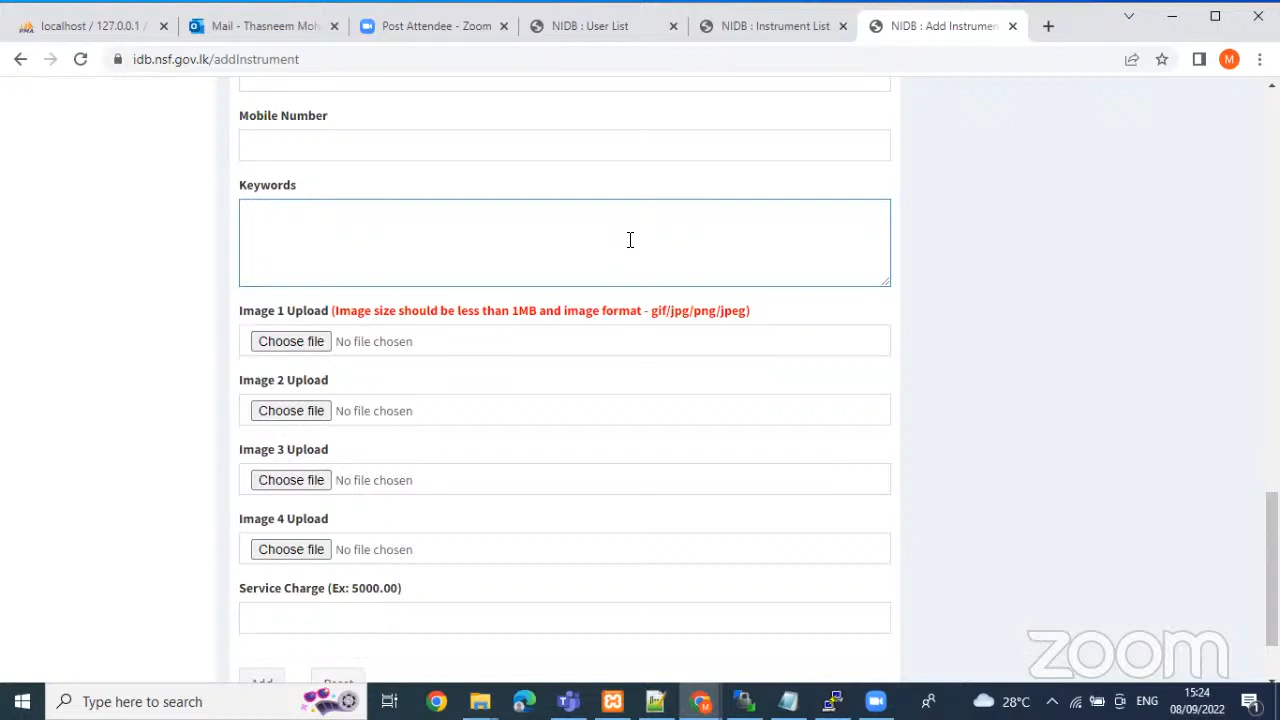 localhost / 127.0.0.1 /
Mail - Thasneem Moh
Post Attendee - Zoom
NIDB : User List
NIDB : Instrument List
NIDB : Add Instrumen
idb.nsf.gov.lk/addInstrument
M
Mobile Number
Keywords
Image 1 Upload (Image size should be less than 1MB and image format - gif/jpg/png/jpeg)
Choose file No file chosen
Image 2 Upload
Choose file No file chosen
Image 3 Upload
Choose file No file chosen
Image 4 Upload
Choose file No file chosen
Service Charge (Ex: 5000.00)
Add Reset
zoom
Type here to search
28°C
ENG
15:24
08/09/2022